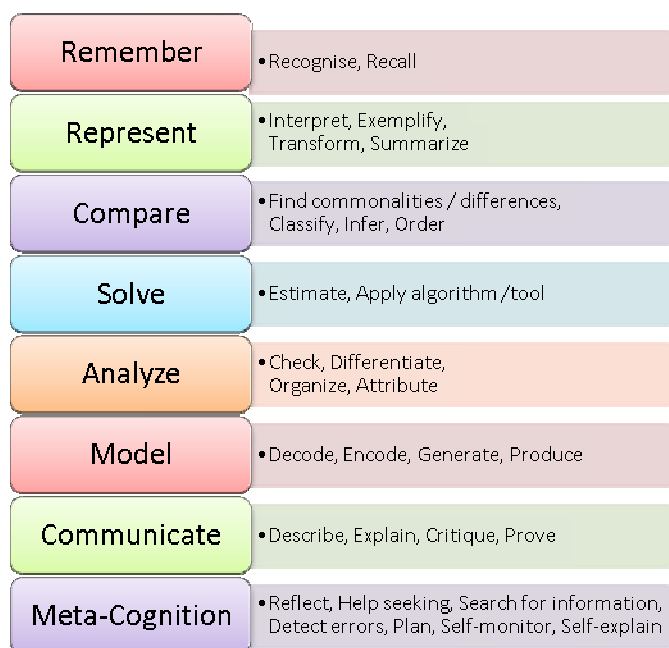 Remember
•Recognise, Recall
Represent
•Interpret, Exemplify,
Transform, Summarize
Compare
•Find commonalities / differences,
Classify, Infer, Order
Solve
•Estimate, Apply algorithm /tool
Analyze
•Check, Differentiate,
Organize, Attribute
Model
•Decode, Encode, Generate, Produce
Communicate
•Describe, Explain, Critique, Prove
Meta-Cognition
•Reflect, Help seeking, Search for information,
Detect errors, Plan, Self-monitor, Self-explain